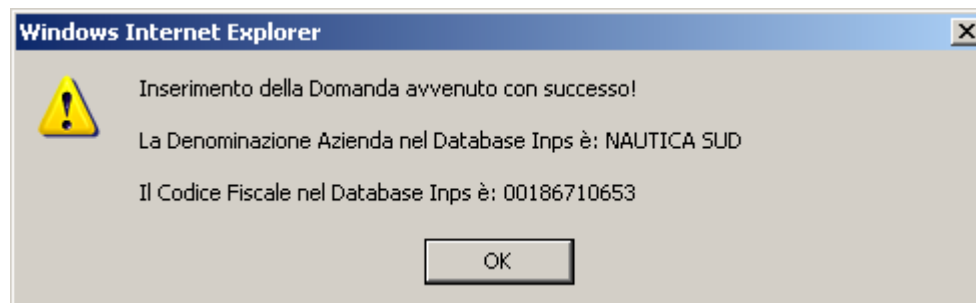 Windows Internet Explorer
Inserimento della Domanda avvenuto con successo!
La Denominazione Azienda nel Database Inps è: NAUTICA SUD
Il Codice Fiscale nel Database Inps è: 00186710653
OK